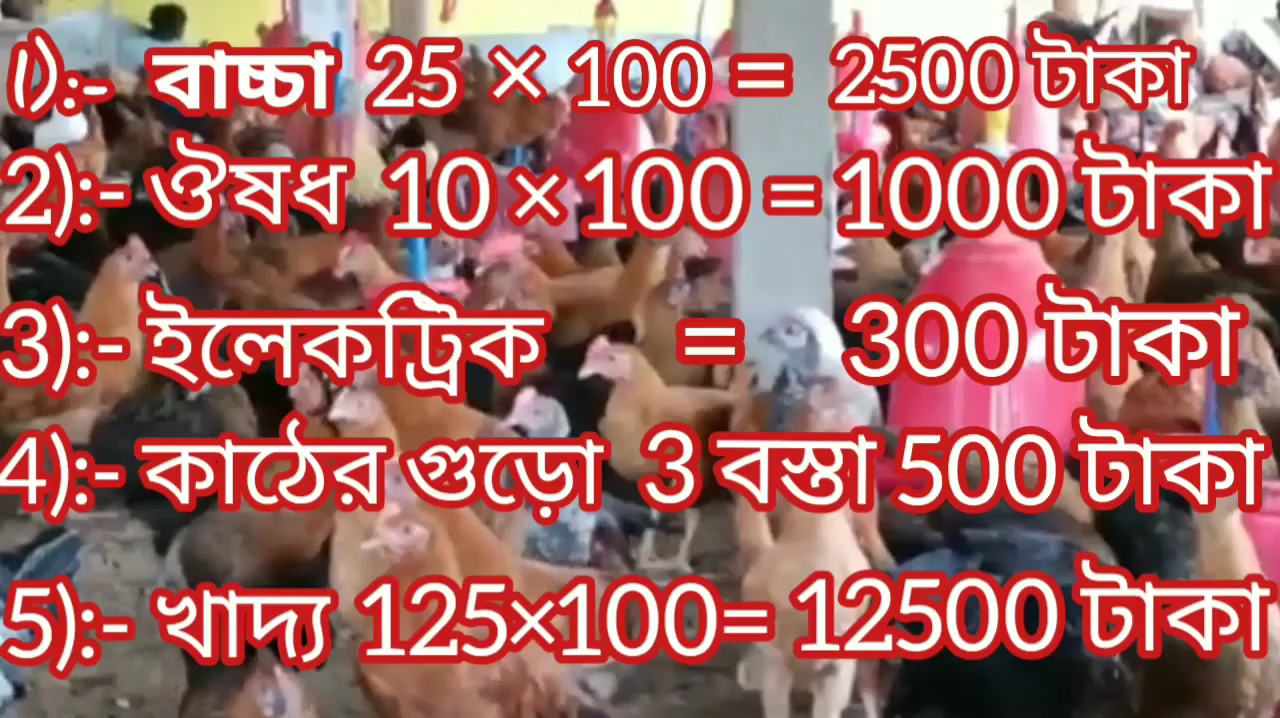 ১):- বাচ্চা 25 × 100 = 2500 টাকা
2):- ঔষধ 10 × 100 = 1000 টাকা
3):- ইলেকট্রিক = 300 টাকা
4):- কাঠের গুড়ো 3 বস্তা 500 টাকা
5):- খাদ্য 125×100= 12500 টাকা